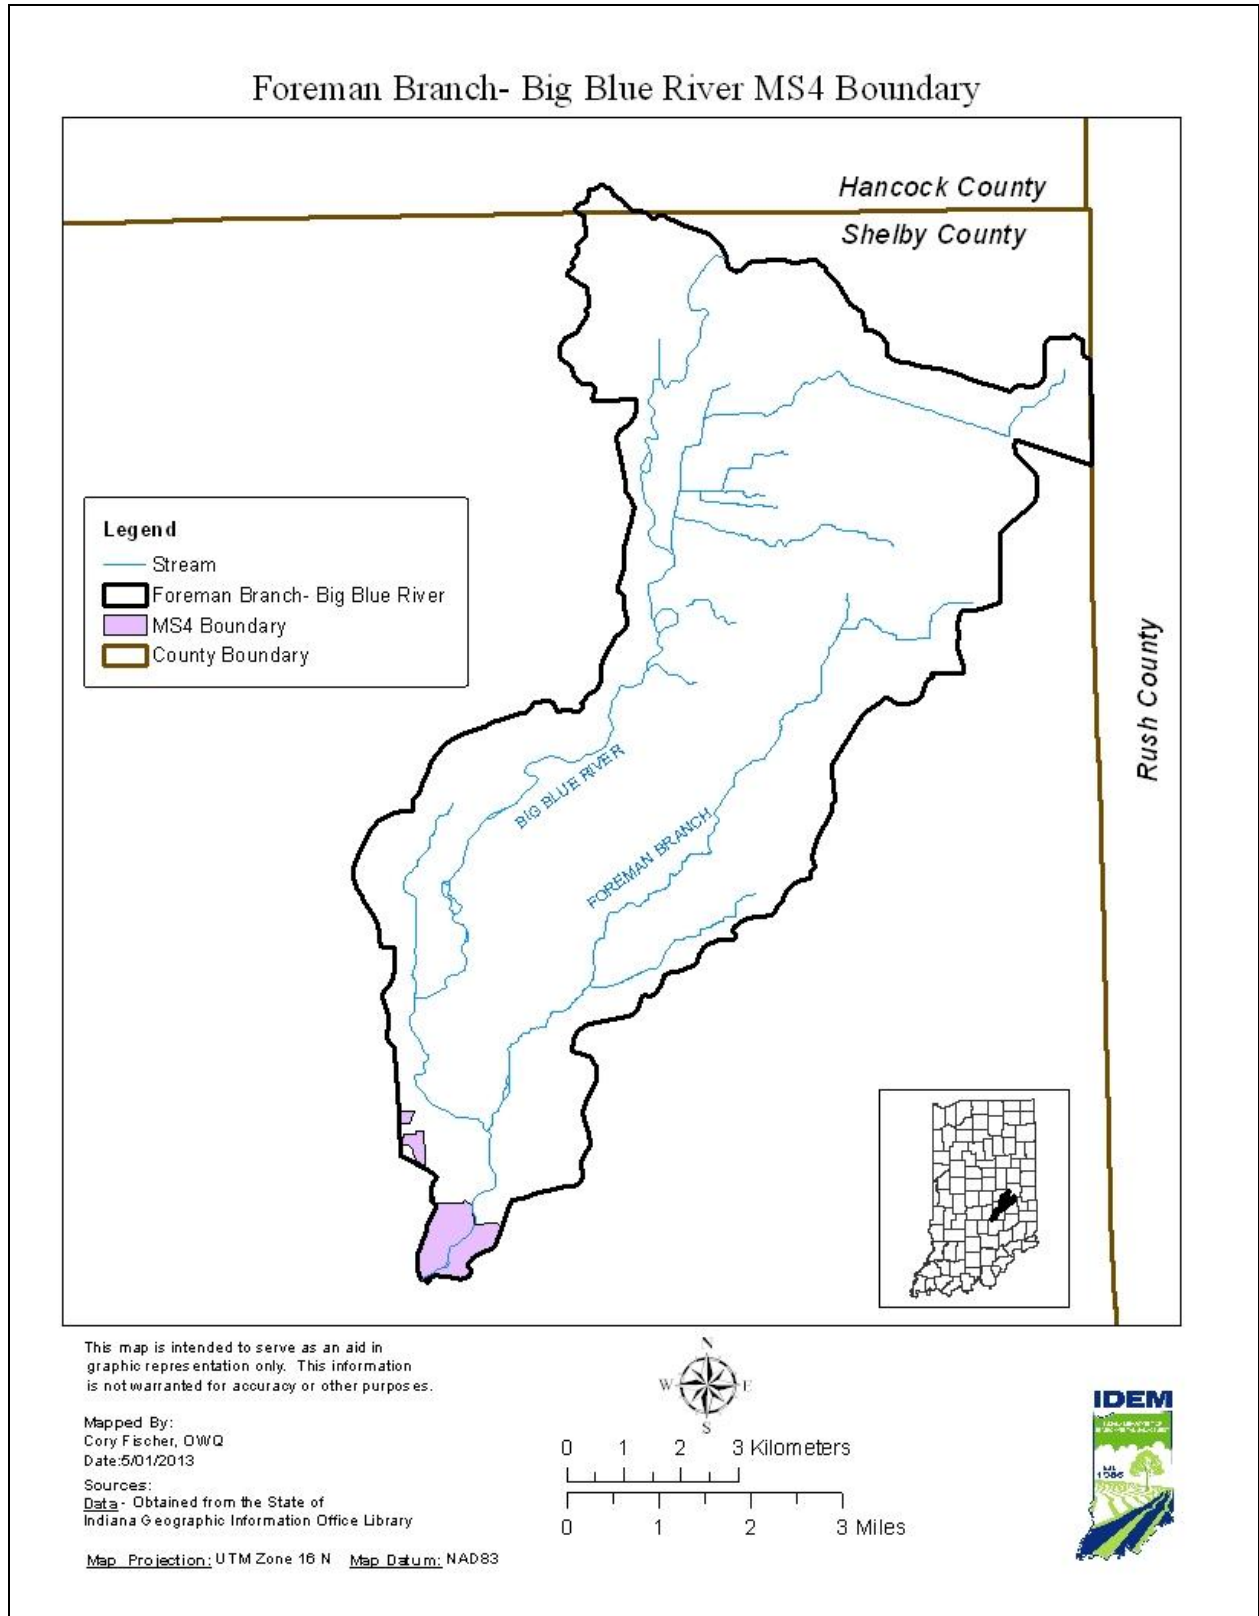 Foreman Branch- Big Blue River MS4 Boundary
Hancock County
Shelby County
Rush County
Legend
Stream
Foreman Branch- Big Blue River
MS4 Boundary
County Boundary
BIG BLUE RIVER
FOREMAN BRANCH
This map is intended to serve as an aid in
graphic representation only. This information
is not warranted for accuracy or other purposes.
Mapped By:
Cory Fischer, OWQ
Date:5/01/2013
Sources:
Data - Obtained from the State of
Indiana Geographic Information Office Library
Map Projection: UTM Zone 16 N Map Datum: NAD83
N
W E
S
0 1 2 3 Kilometers
0 1 2 3 Miles
IDEM
1986